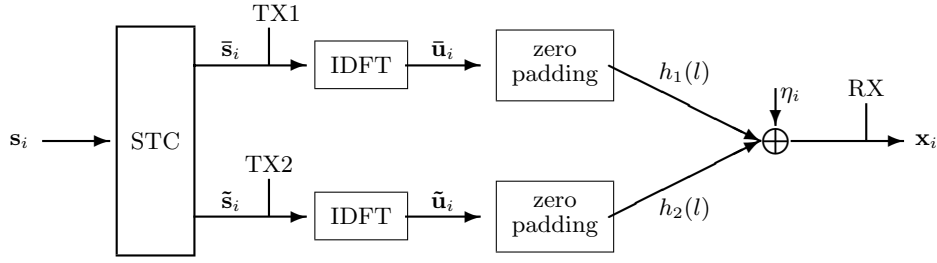 TX1
s̄ᵢ
IDFT
ūᵢ
zero
padding
h₁(l)
sᵢ
STC
ηᵢ
RX
xᵢ
TX2
s̃ᵢ
IDFT
ũᵢ
zero
padding
h₂(l)